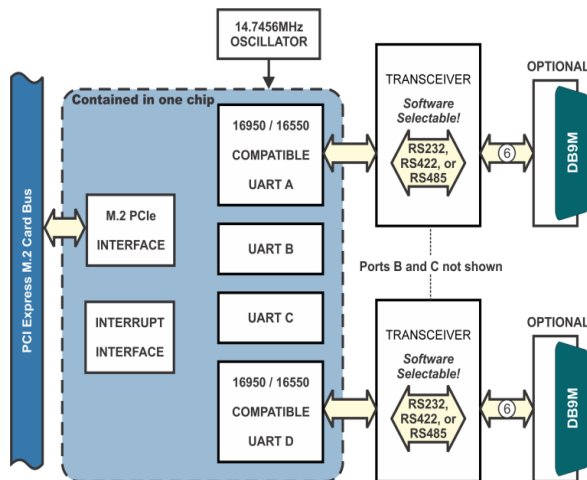 14.7456MHz
OSCILLATOR
PCI Express M.2 Card Bus
Contained in one chip
M.2 PCIe
INTERFACE
INTERRUPT
INTERFACE
16950 / 16550
COMPATIBLE
UART A
UART B
UART C
16950 / 16550
COMPATIBLE
UART D
TRANSCEIVER
Software
Selectable!
RS232,
RS422, or
RS485
6
OPTIONAL
DB9M
Ports B and C not shown
TRANSCEIVER
Software
Selectable!
RS232,
RS422, or
RS485
6
OPTIONAL
DB9M